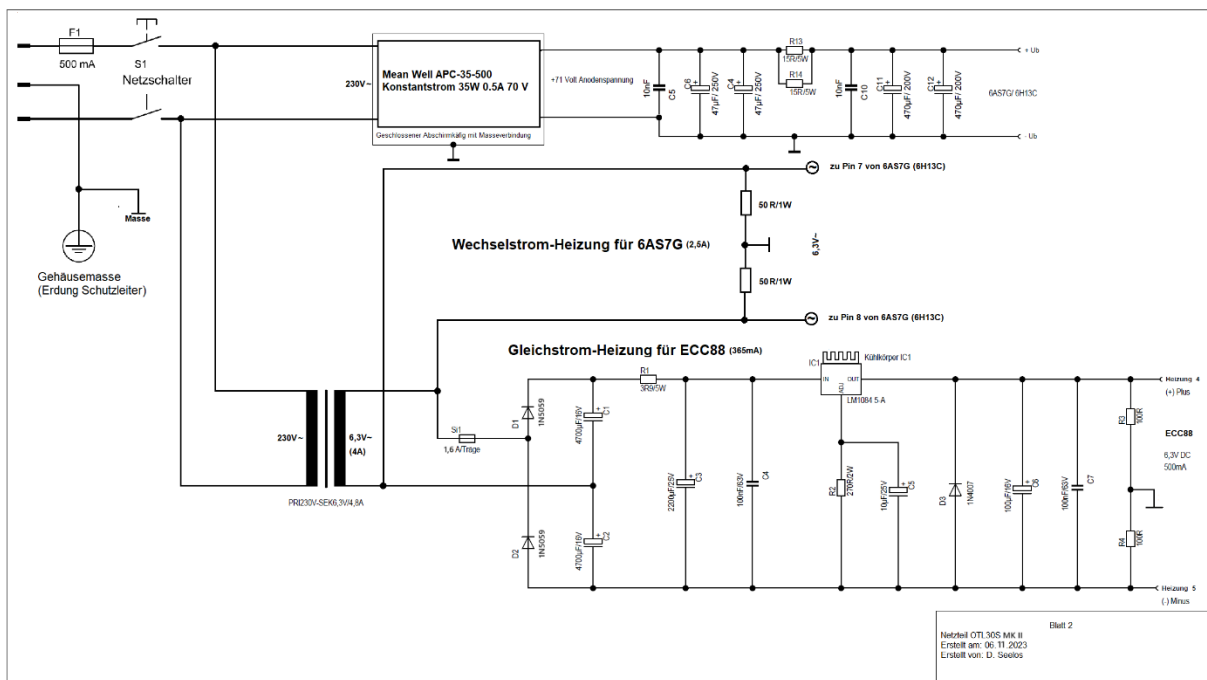 F1
500 mA
S1
Netzschalter
Masse
Gehäusemasse
(Erdung Schutzleiter)
230V~
Mean Well APC-35-500
Konstantstrom 35W 0.5A 70 V
Geschlossener Abschirmkäfig mit Masseverbindung
+71 Volt Anodenspannung
10nF
C5
C6
47µF/ 250V
C4
47µF/ 250V
R13
15R/5W
R14
15R/5W
10nF
C10
C11
470µF/ 200V
C12
470µF/ 200V
+ Ub
6AS7G/ 6H13C
- Ub
zu Pin 7 von 6AS7G (6H13C)
50 R/1W
Wechselstrom-Heizung für 6AS7G (2,5A)
6,3V~
50 R/1W
zu Pin 8 von 6AS7G (6H13C)
Gleichstrom-Heizung für ECC88 (365mA)
230V~
6,3V~
(4A)
PRI230V-SEK6,3V/4,8A
Si1
1,6 A/Träge
D1
1N5059
D2
1N5059
4700µF/16V
C1
4700µF/16V
C2
R1
3R9/5W
2200µF/25V
C3
100nF/63V
C4
IC1
Kühlkörper IC1
IN
OUT
ADJ
LM1084 5-A
R2
270R/2W
10µF/25V
C5
D3
1N4007
100µF/16V
C6
100nF/63V
C7
R3
100R
R4
100R
Heizung 4
(+) Plus
ECC88
6,3V DC
500mA
Heizung 5
(-) Minus
Blatt 2
Netzteil OTL30S MK II
Erstellt am: 06.11.2023
Erstellt von: D. Seelos